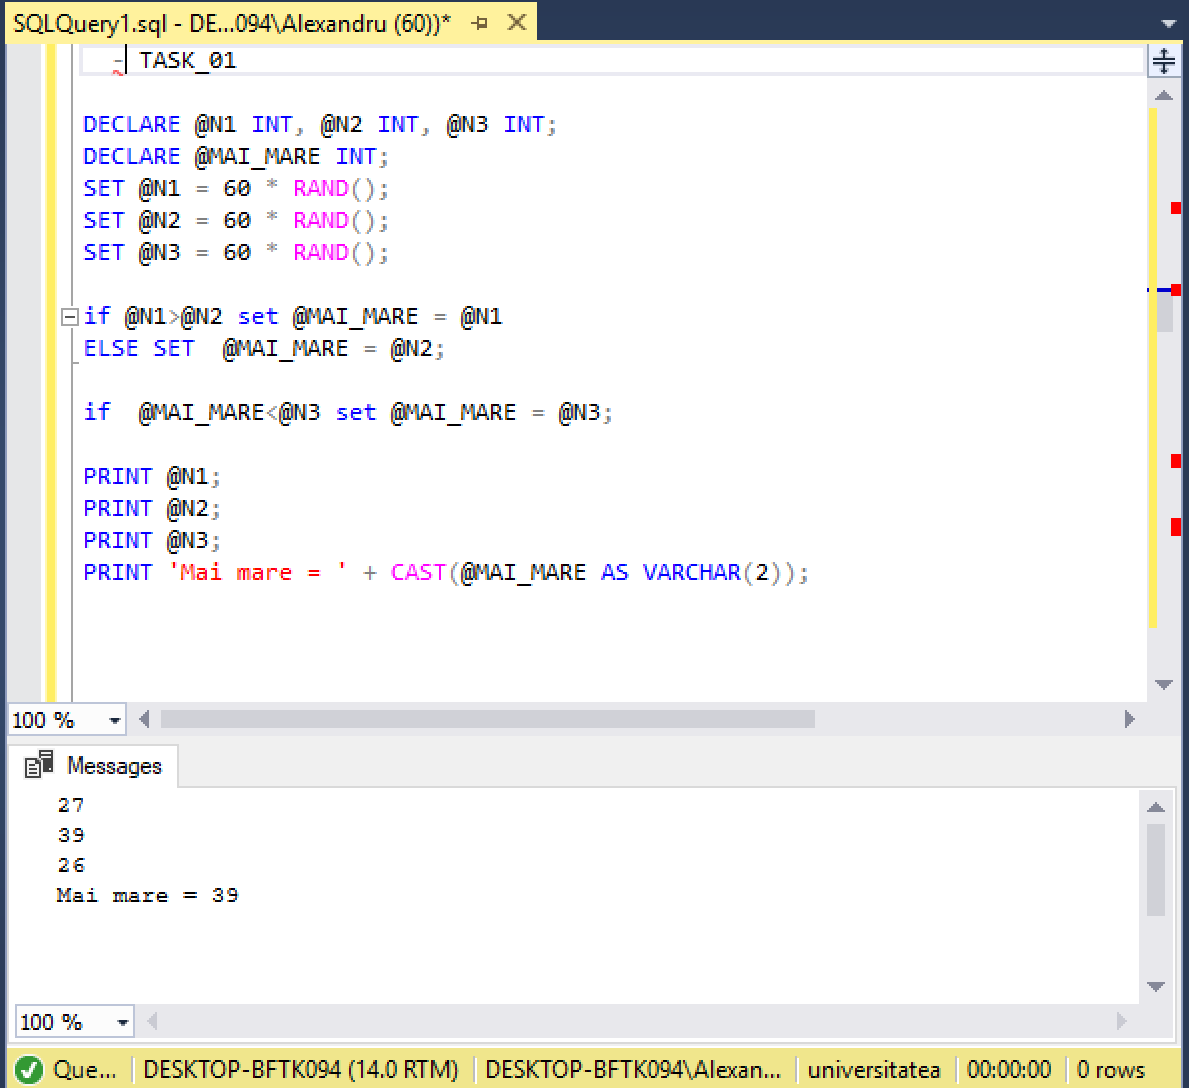 SQLQuery1.sql - DE...094\Alexandru (60))*
- TASK_01
DECLARE @N1 INT, @N2 INT, @N3 INT;
DECLARE @MAI_MARE INT;
SET @N1 = 60 * RAND();
SET @N2 = 60 * RAND();
SET @N3 = 60 * RAND();
if @N1>@N2 set @MAI_MARE = @N1
ELSE SET  @MAI_MARE = @N2;
if  @MAI_MARE<@N3 set @MAI_MARE = @N3;
PRINT @N1;
PRINT @N2;
PRINT @N3;
PRINT 'Mai mare = ' + CAST(@MAI_MARE AS VARCHAR(2));
100 %
Messages
27
39
26
Mai mare = 39
100 %
Que... DESKTOP-BFTK094 (14.0 RTM) DESKTOP-BFTK094\Alexan... universitatea 00:00:00 0 rows